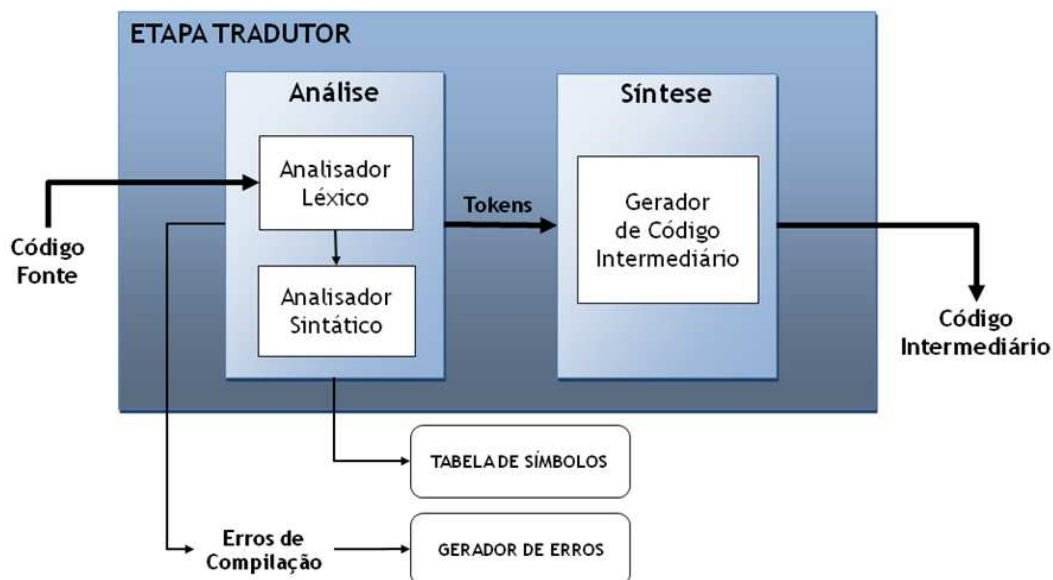 ETAPA TRADUTOR
Análise
Analisador
Léxico
Analisador
Sintático
Tokens
Síntese
Gerador
de Código
Intermediário
Código
Fonte
Código
Intermediário
TABELA DE SÍMBOLOS
Erros de
Compilação
GERADOR DE ERROS